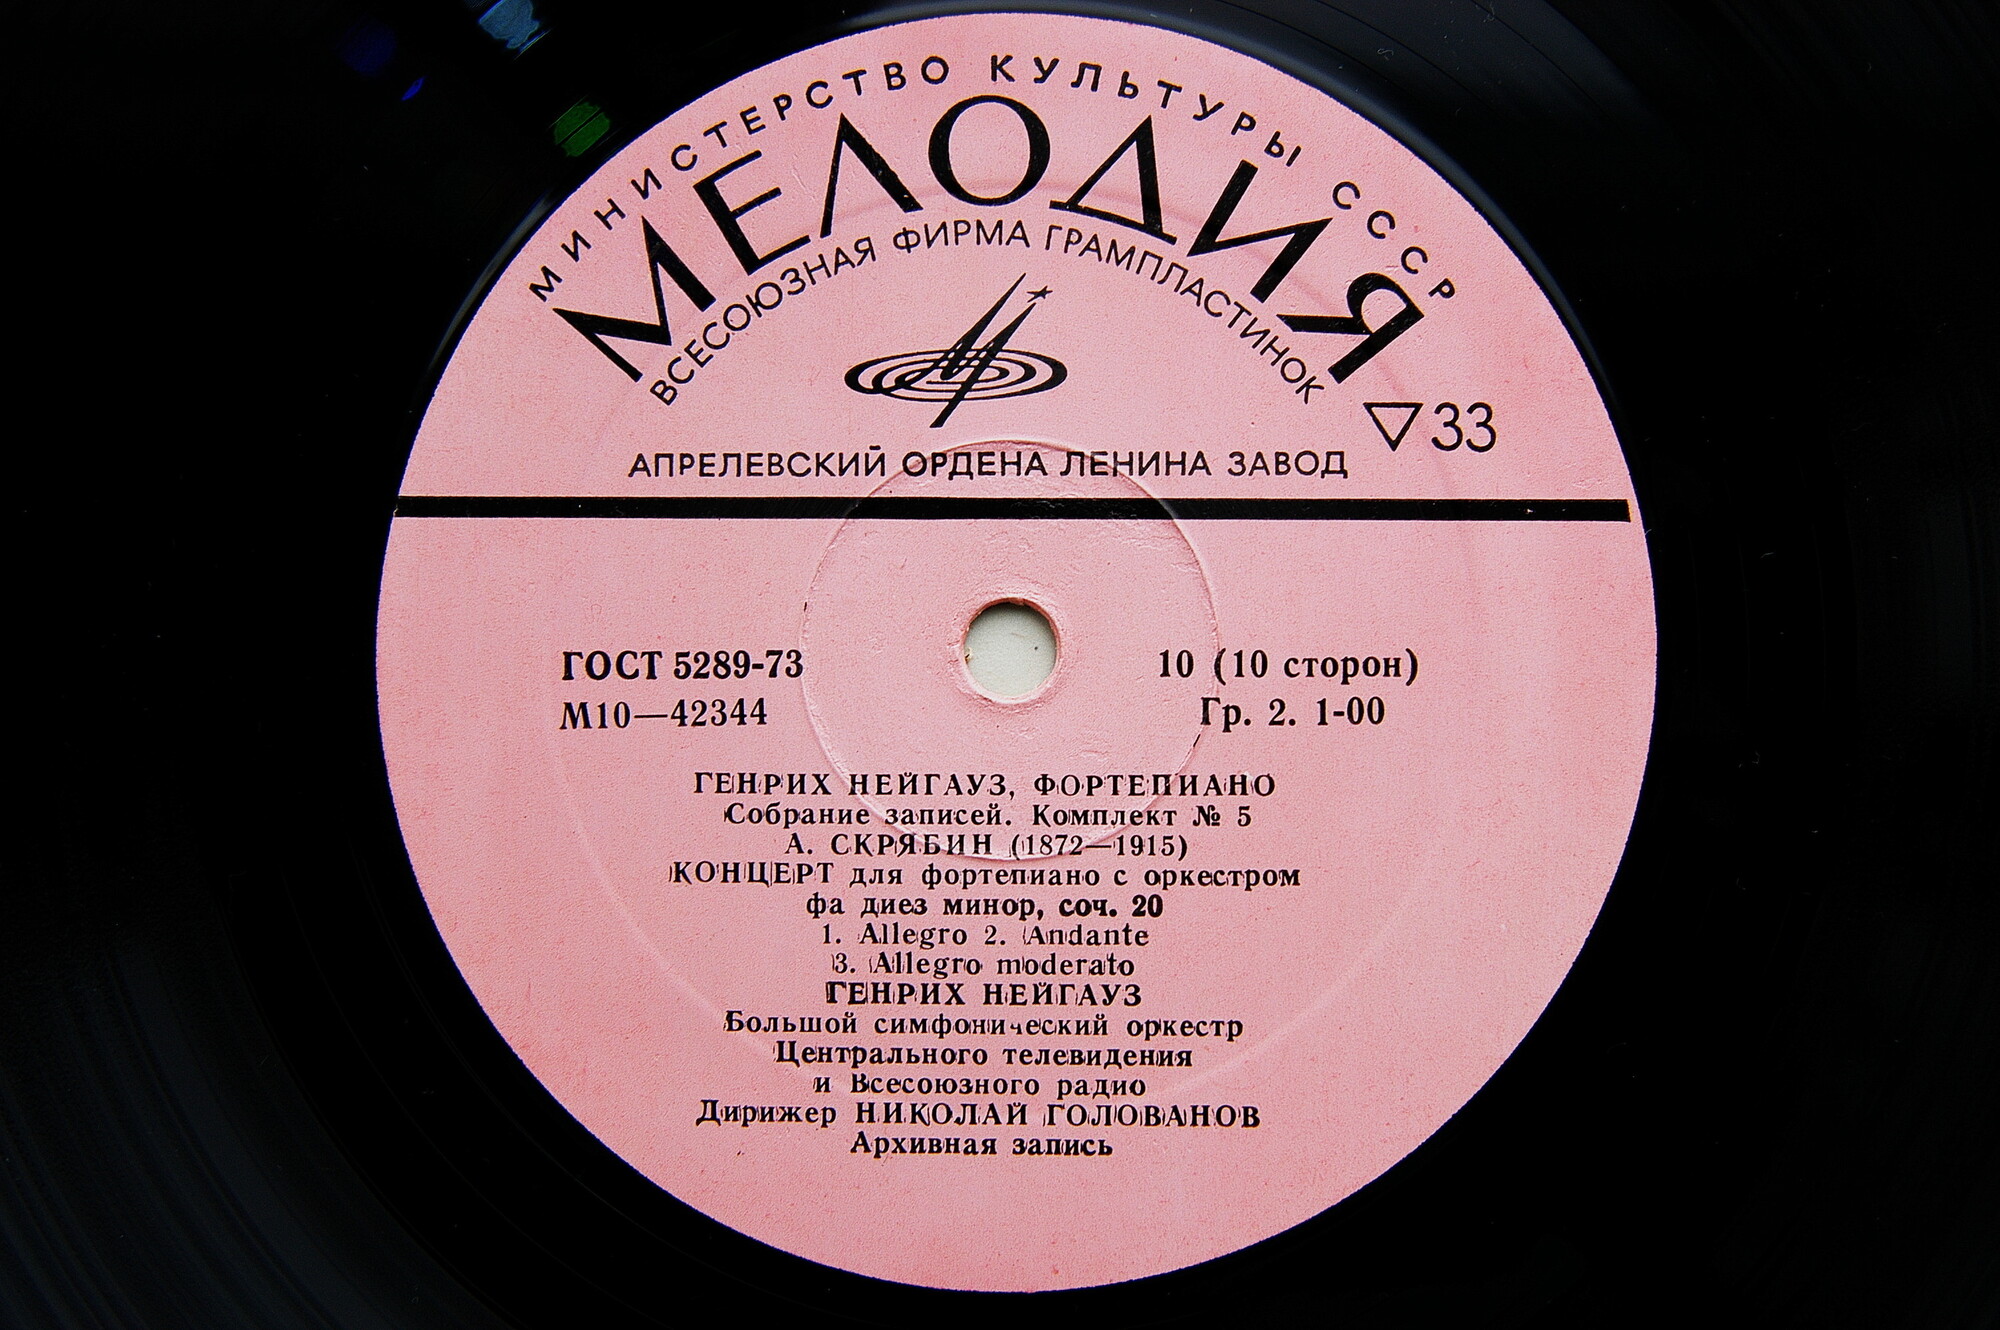 МИНИСТЕРСТВО КУЛЬТУРЫ СССР
МЕЛОДИЯ
ВСЕСОЮЗНАЯ ФИРМА ГРАМПЛАСТИНОК
33
АПРЕЛЕВСКИЙ ОРДЕНА ЛЕНИНА ЗАВОД
ГОСТ 5289-73
М10—42344
10 (10 сторон)
Гр. 2. 1-00
ГЕНРИХ НЕЙГАУЗ, ФОРТЕПИАНО
Собрание записей. Комплект № 5
А. СКРЯБИН (1872—1915)
КОНЦЕРТ для фортепиано с оркестром
фа диез минор, соч. 20
1. Allegro 2. Andante
3. Allegro moderato
ГЕНРИХ НЕЙГАУЗ
Большой симфонический оркестр
Центрального телевидения
и Всесоюзного радио
Дирижер НИКОЛАЙ ГОЛОВАНОВ
Архивная запись